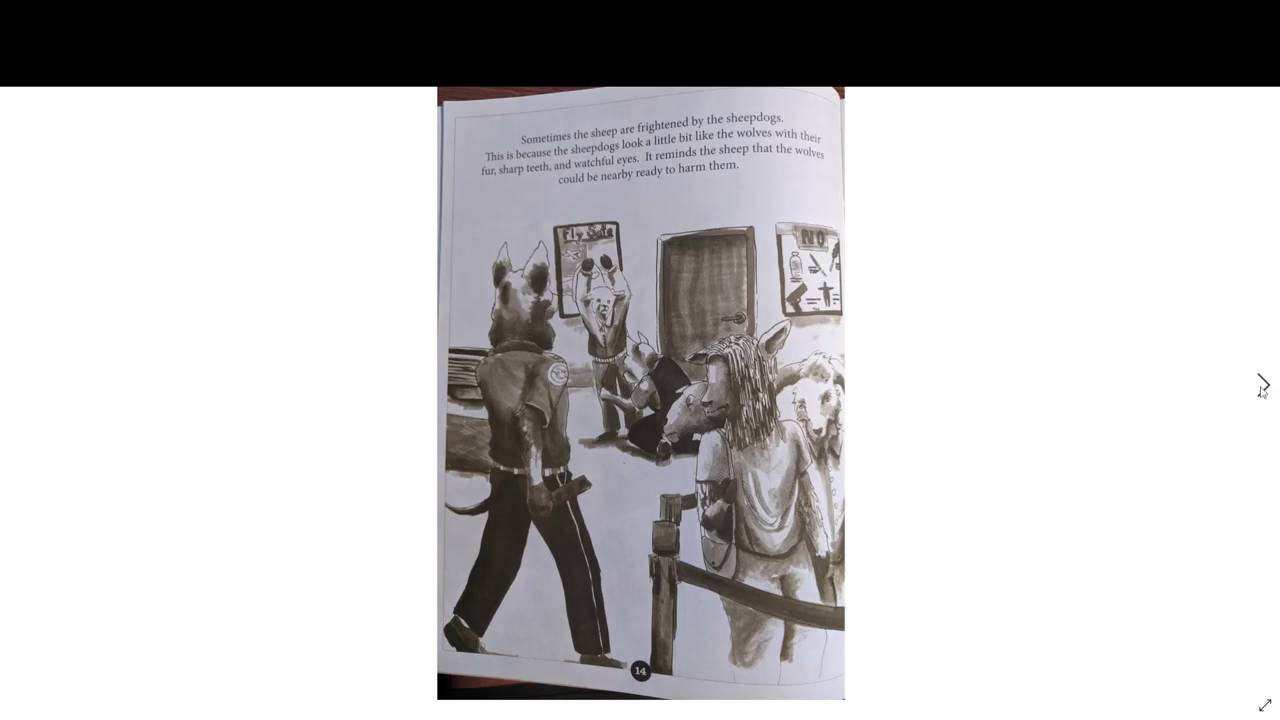 Sometimes the sheep are frightened by the sheepdogs.
This is because the sheepdogs look a little bit like the wolves with their
fur, sharp teeth, and watchful eyes. It reminds the sheep that the wolves
could be nearby ready to harm them.
Fly Safe
NO
14